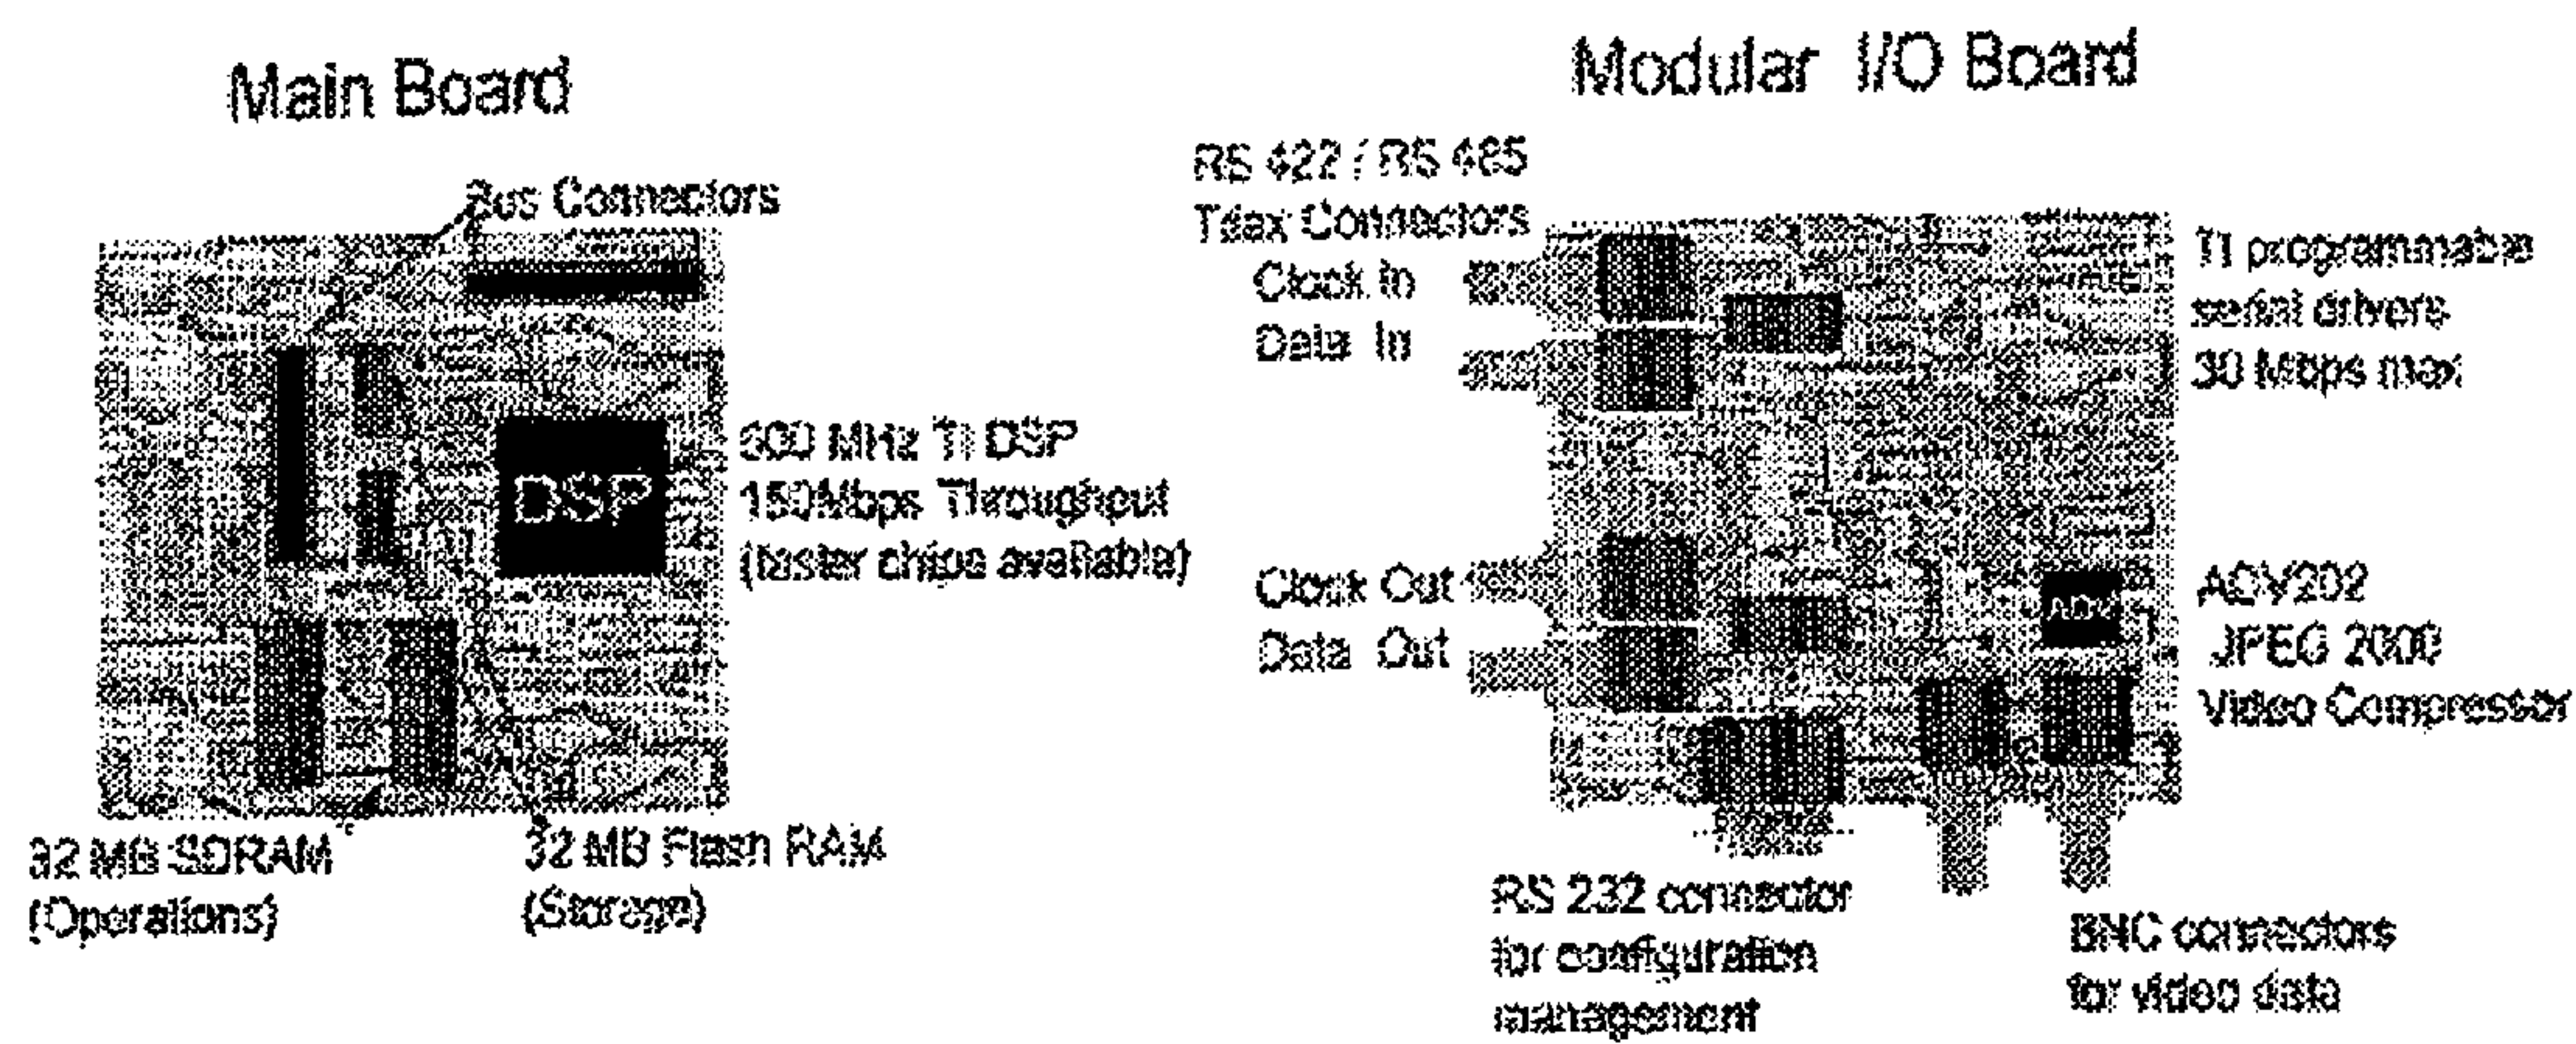 Main Board
Bus Connectors
DSP
600 MHz TI DSP
150Mbps Throughput
(faster chips available)
32 MB SDRAM
(Operations)
32 MB Flash RAM
(Storage)
Modular I/O Board
RS 422 / RS 485
Triax Connectors
Clock In
Data In
Clock Out
Data Out
TI programmable
serial drivers
30 Mbps max
ADV
ADV202
JPEG 2000
Video Compressor
RS 232 connector
for configuration
management
BNC connectors
for video data